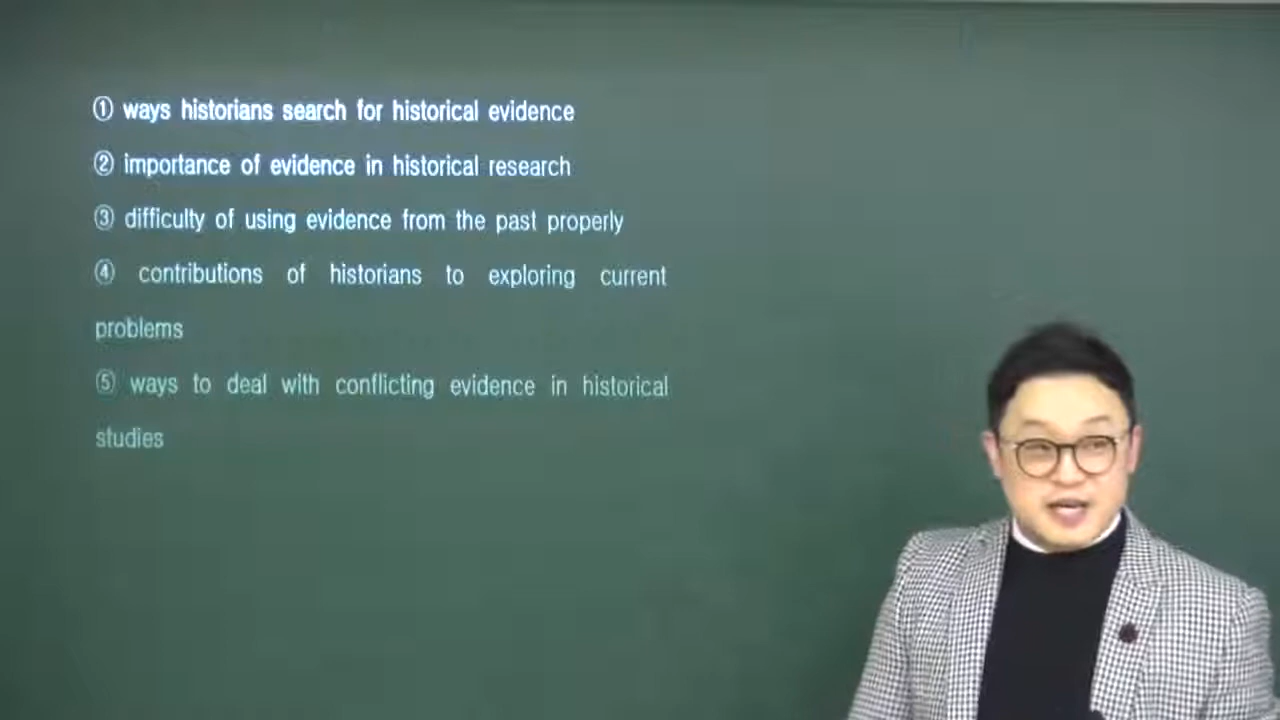 ① ways historians search for historical evidence
② importance of evidence in historical research
③ difficulty of using evidence from the past properly
④ contributions of historians to exploring current
problems
⑤ ways to deal with conflicting evidence in historical
studies